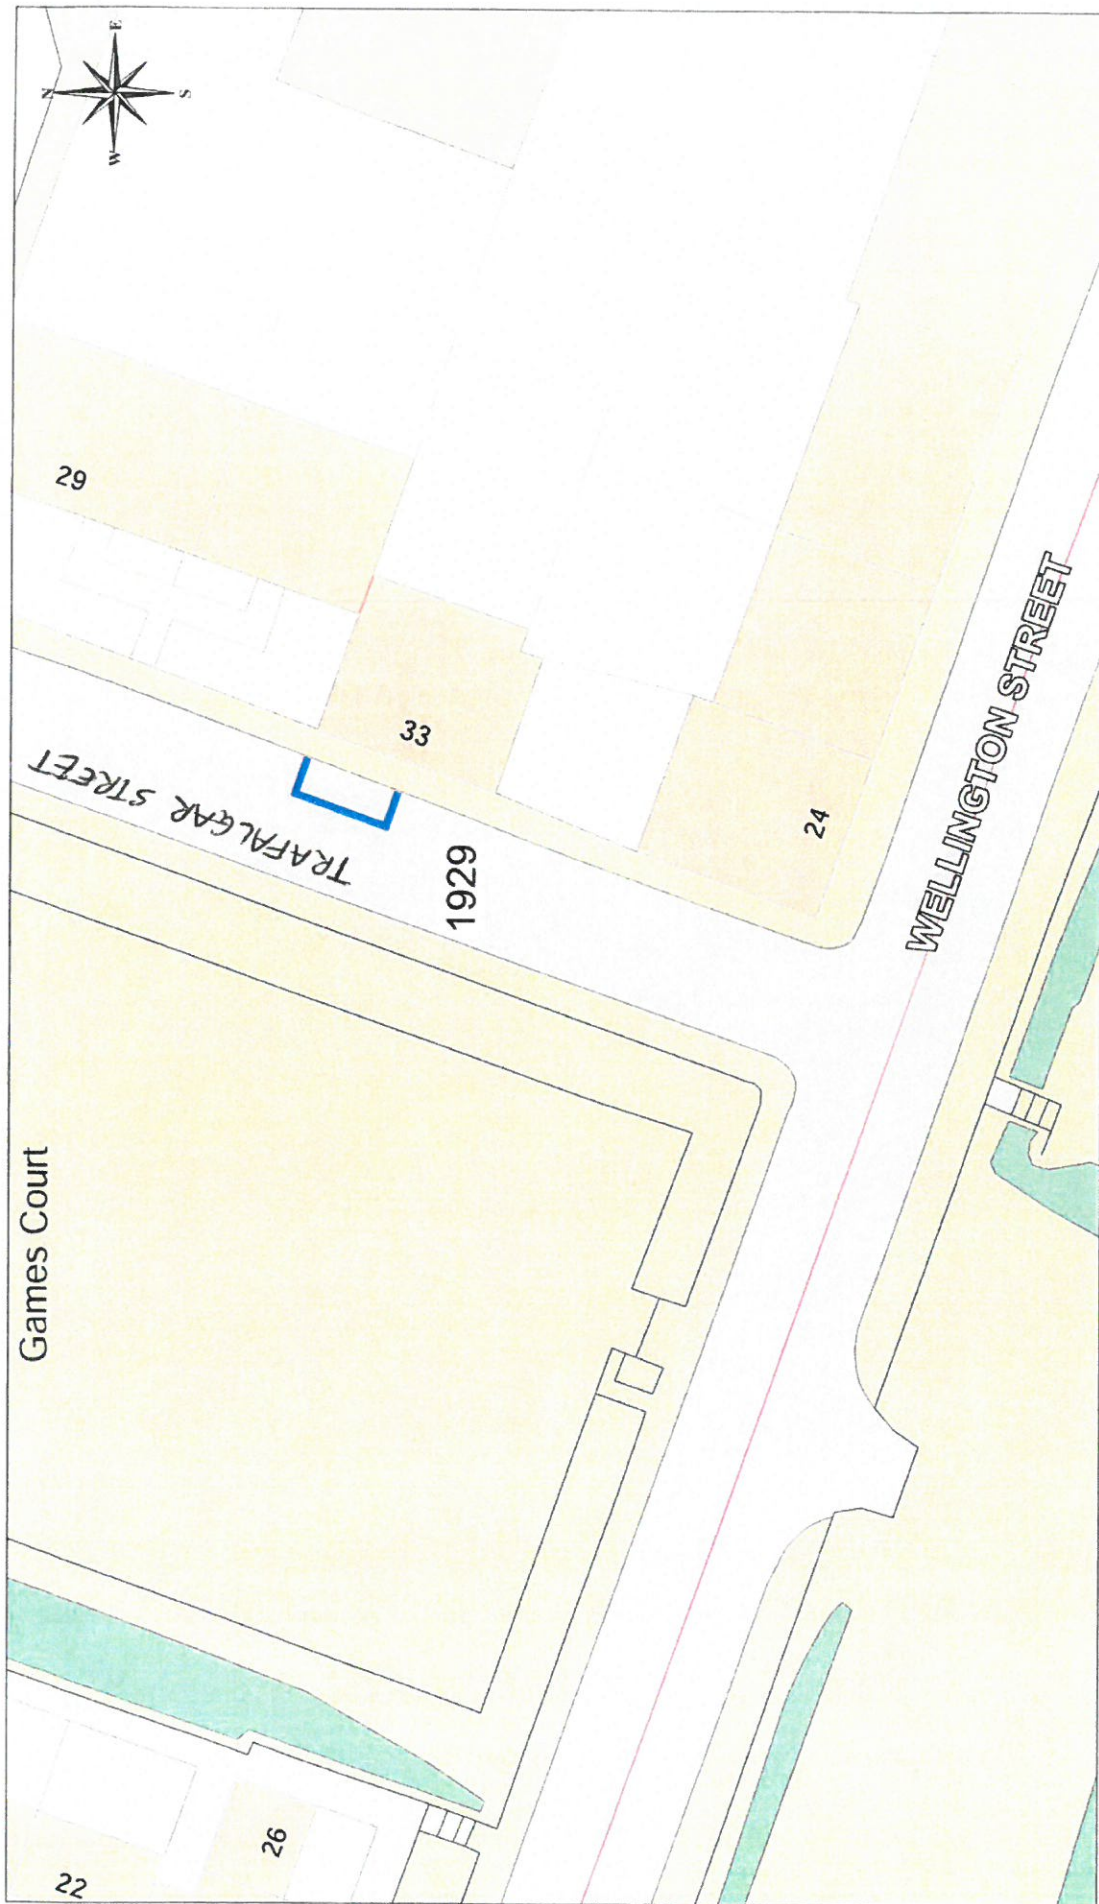 N
E
S
W
29
33
TRAFALGAR STREET
1929
24
WELLINGTON STREET
Games Court
26
22